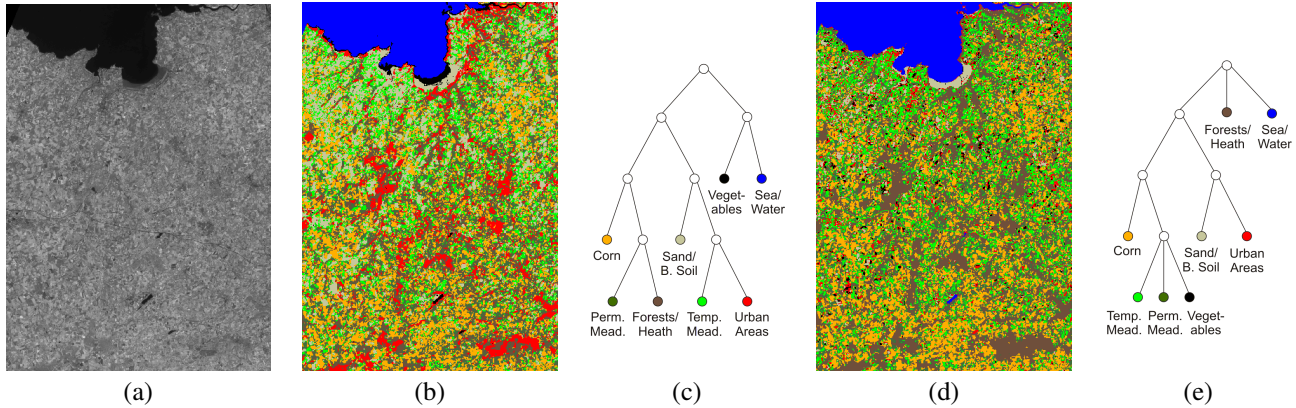 Veget-
ables
Sea/
Water
Corn
Sand/
B. Soil
Perm.
Mead.
Forests/
Heath
Temp.
Mead.
Urban
Areas
Forests/
Heath
Sea/
Water
Corn
Sand/
B. Soil
Urban
Areas
Temp.
Mead.
Perm.
Mead.
Veget-
ables
(a)
(b)
(c)
(d)
(e)